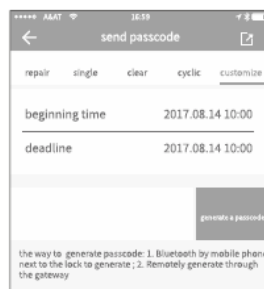 A&AT 16:59
send passcode
repair single clear cyclic customize
beginning time 2017.08.14 10:00
deadline 2017.08.14 10:00
generate a passcode
the way to generate passcode: 1. Bluetooth by mobile phone
next to the lock to generate ; 2. Remotely generate through
the gateway